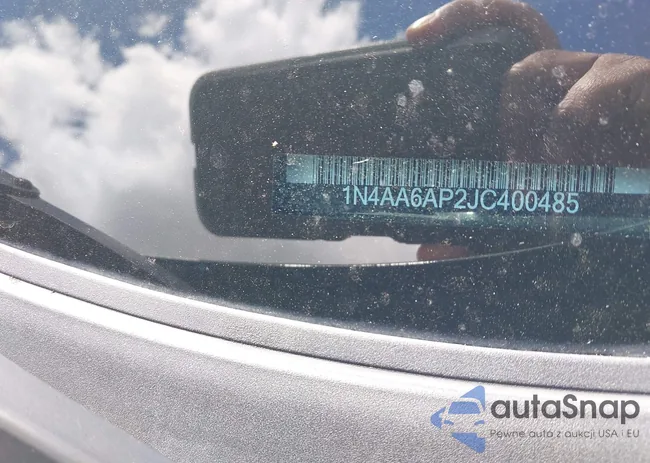 1N4AA6AP2JC400485
autaSnap
Pewne auta z aukcji USA i EU